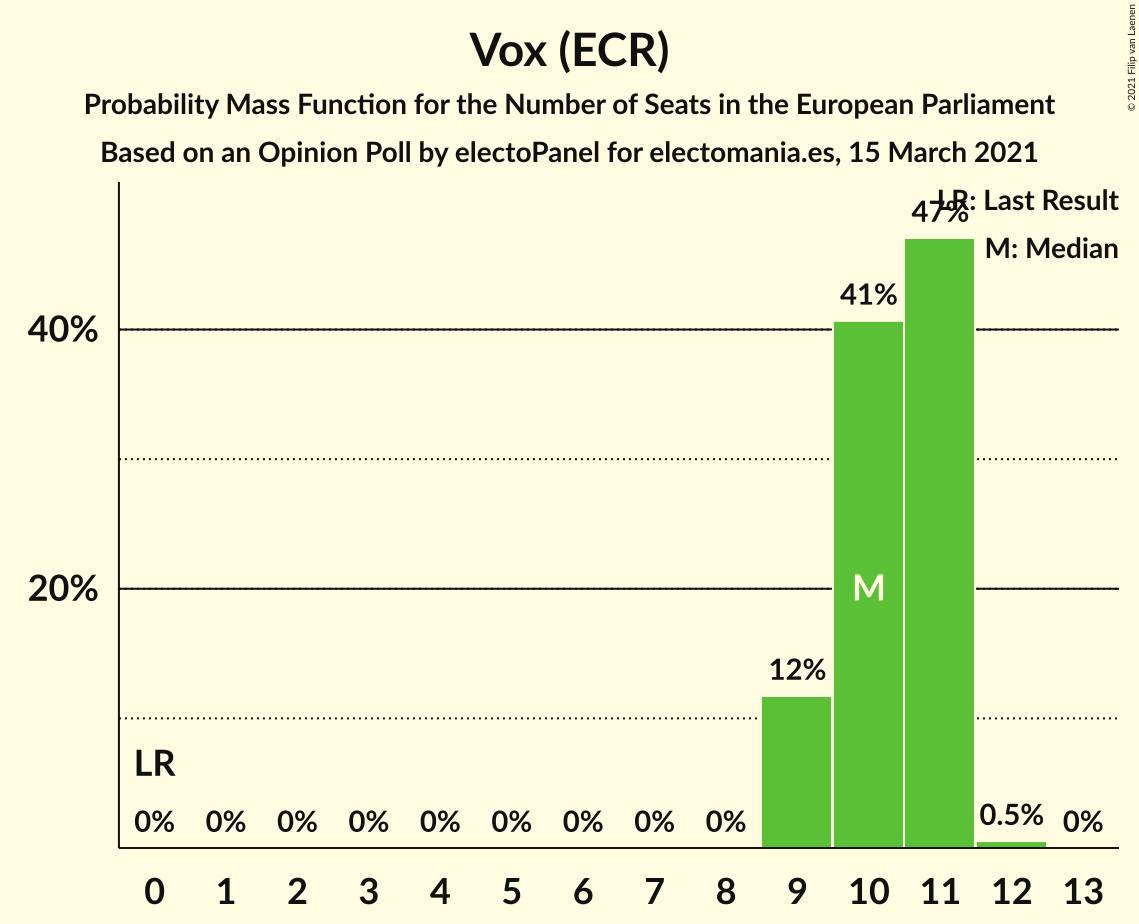 Vox (ECR)
Probability Mass Function for the Number of Seats in the European Parliament
Based on an Opinion Poll by electoPanel for electomania.es, 15 March 2021
© 2021 Filip van Laenen
LR: Last Result
M: Median
47%
41%
40%
20%
M
12%
LR
0% 0% 0% 0% 0% 0% 0% 0% 0% 0.5% 0%
0 1 2 3 4 5 6 7 8 9 10 11 12 13